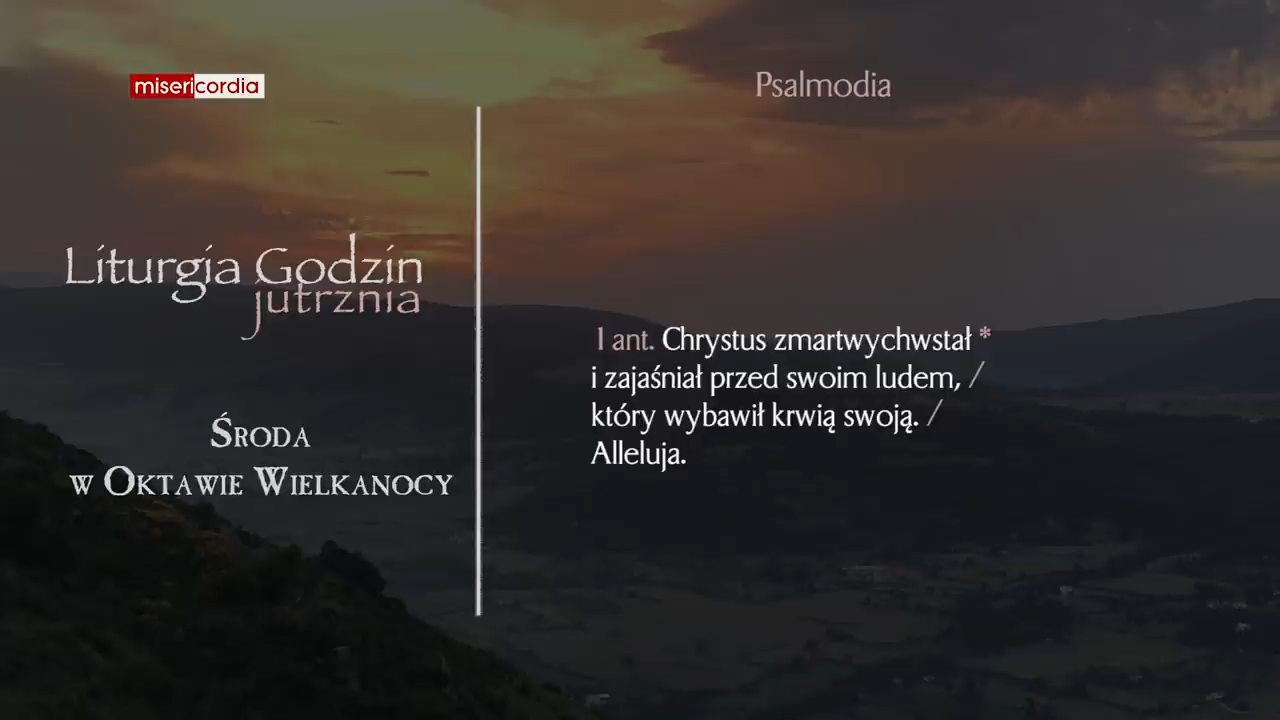 misericordia
Psalmodia
Liturgia Godzin
jutrznia
Środa
w Oktawie Wielkanocy
1 ant. Chrystus zmartwychwstał *
i zajaśniał przed swoim ludem, /
który wybawił krwią swoją. /
Alleluja.